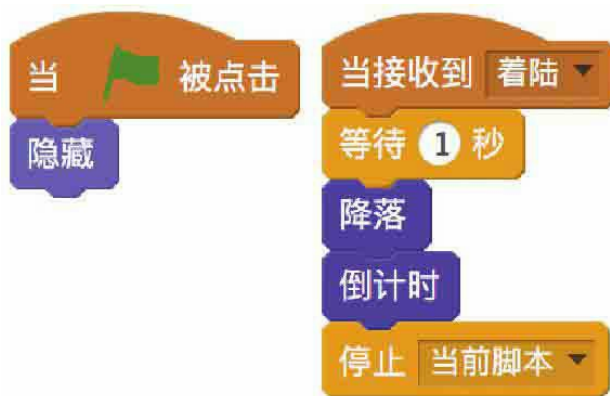 当 被点击
隐藏
当接收到 着陆
等待 1 秒
降落
倒计时
停止 当前脚本